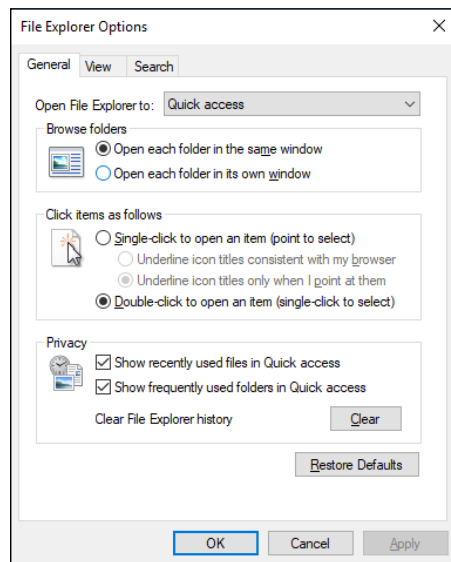 File Explorer Options
General View Search
Open File Explorer to: Quick access
Browse folders
Open each folder in the same window
Open each folder in its own window
Click items as follows
Single-click to open an item (point to select)
Underline icon titles consistent with my browser
Underline icon titles only when I point at them
Double-click to open an item (single-click to select)
Privacy
Show recently used files in Quick access
Show frequently used folders in Quick access
Clear File Explorer history Clear
Restore Defaults
OK Cancel Apply